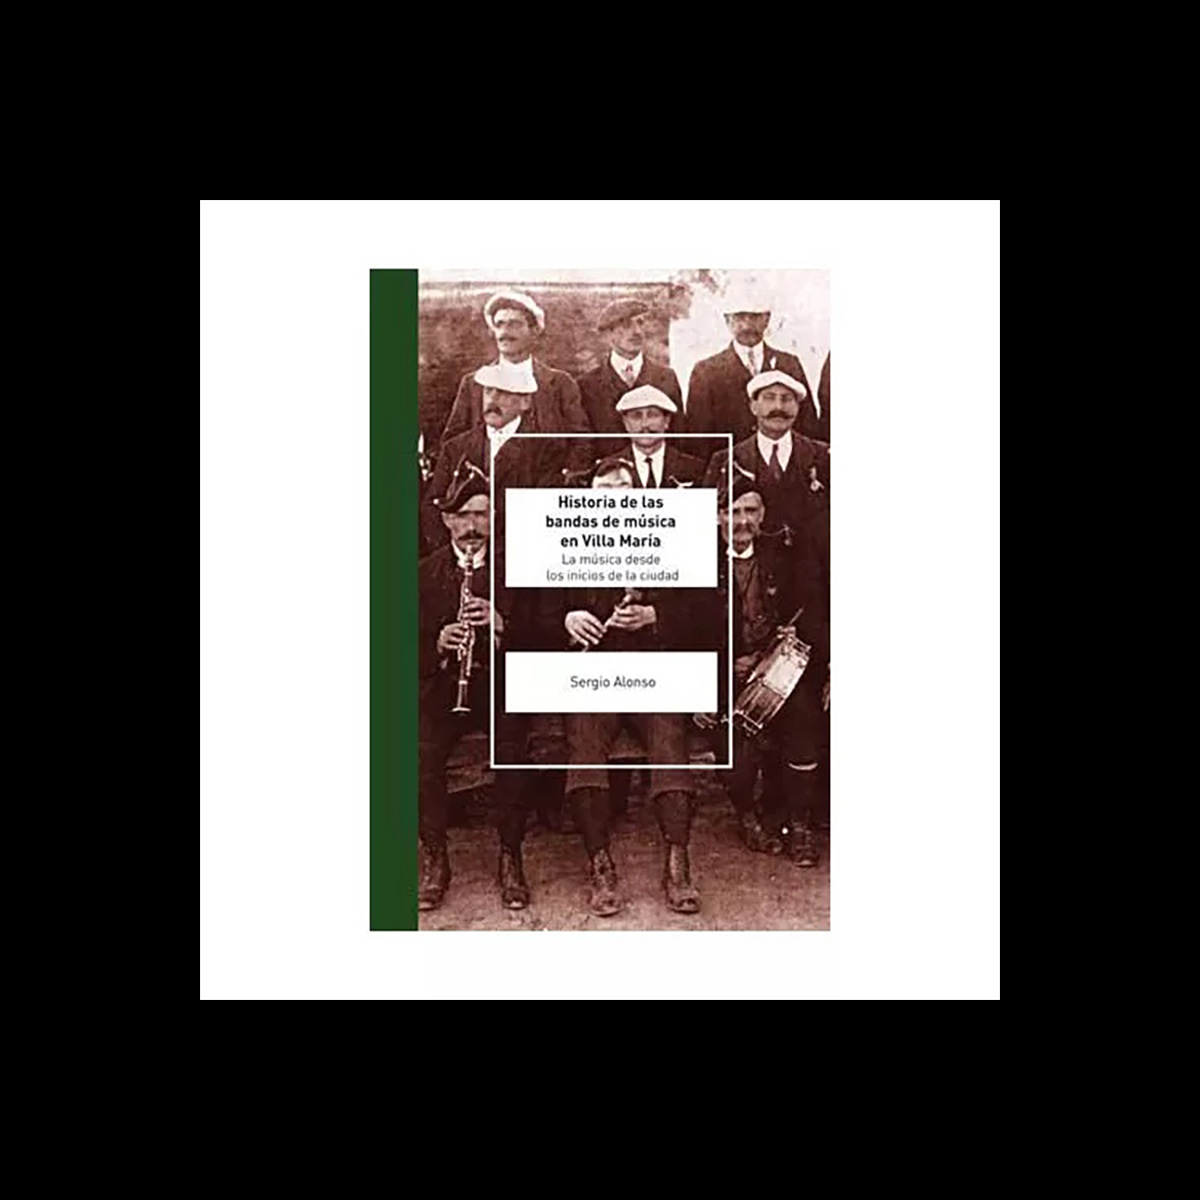 Historia de las
bandas de música
en Villa María
La música desde
los inicios de la ciudad
Sergio Alonso